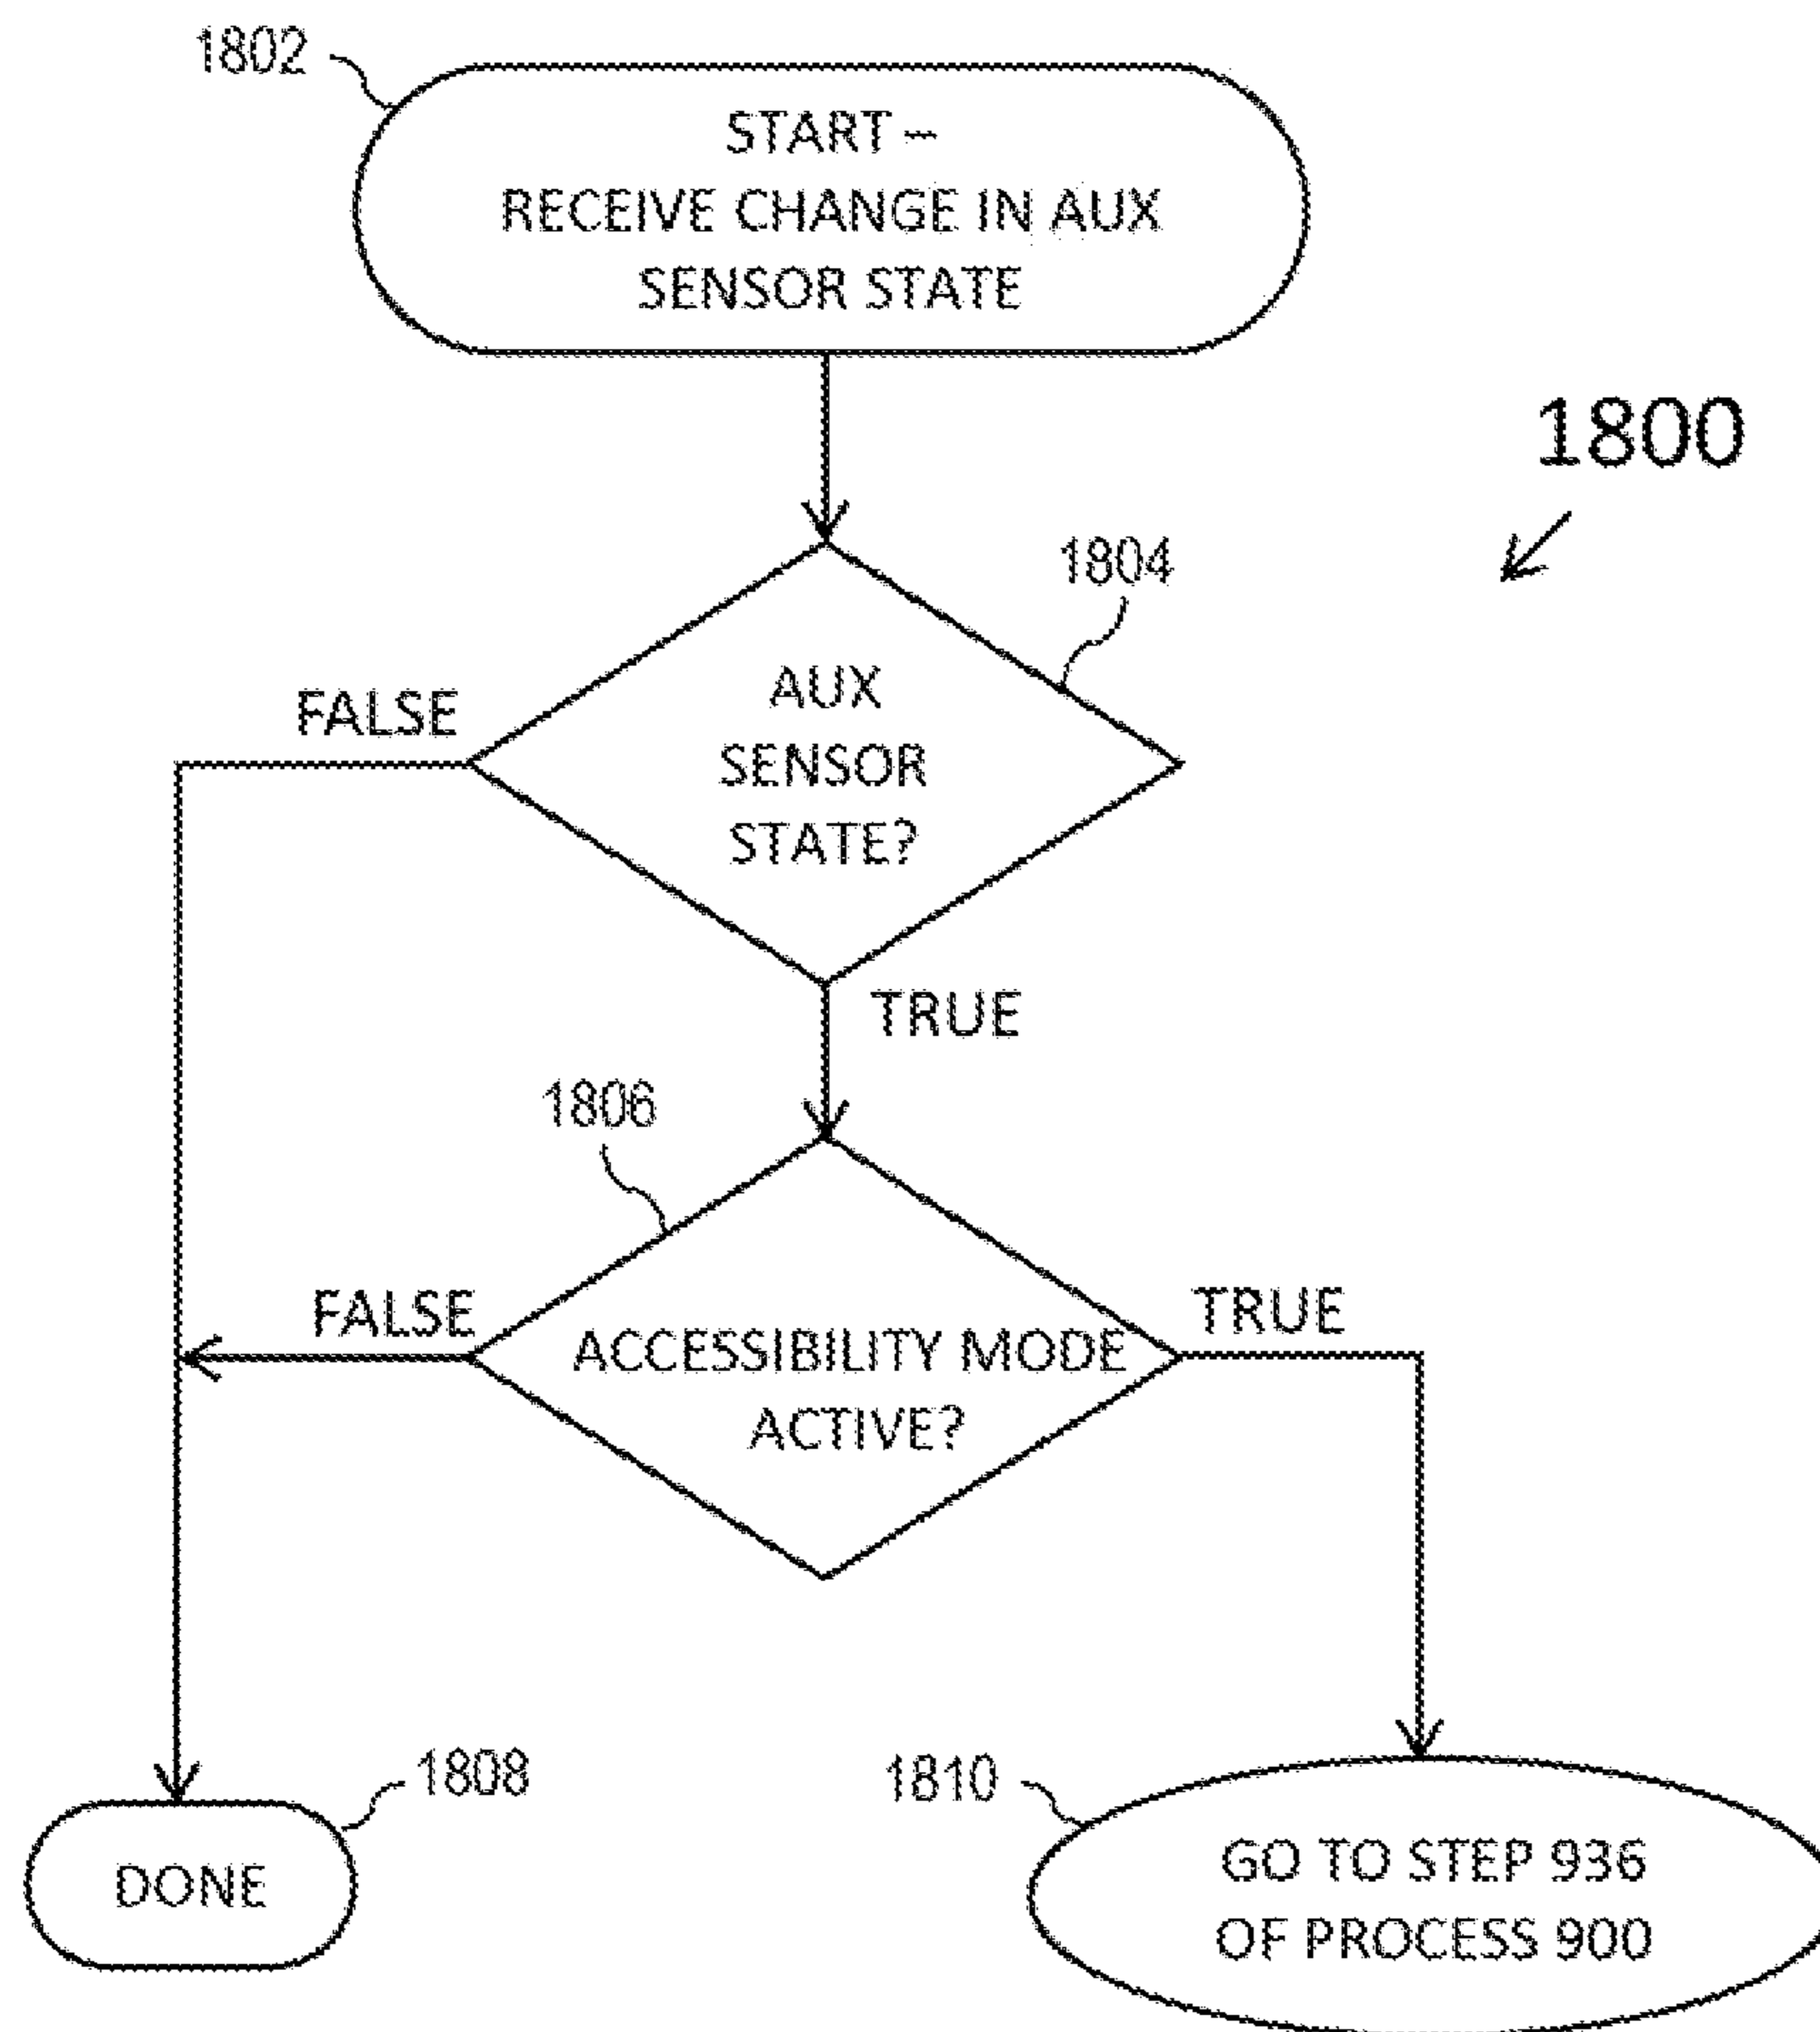 1802
START –
RECEIVE CHANGE IN AUX
SENSOR STATE
1800
1804
AUX
SENSOR
STATE?
FALSE
TRUE
1806
ACCESSIBILITY MODE
ACTIVE?
FALSE
TRUE
1808
DONE
1810
GO TO STEP 936
OF PROCESS 900